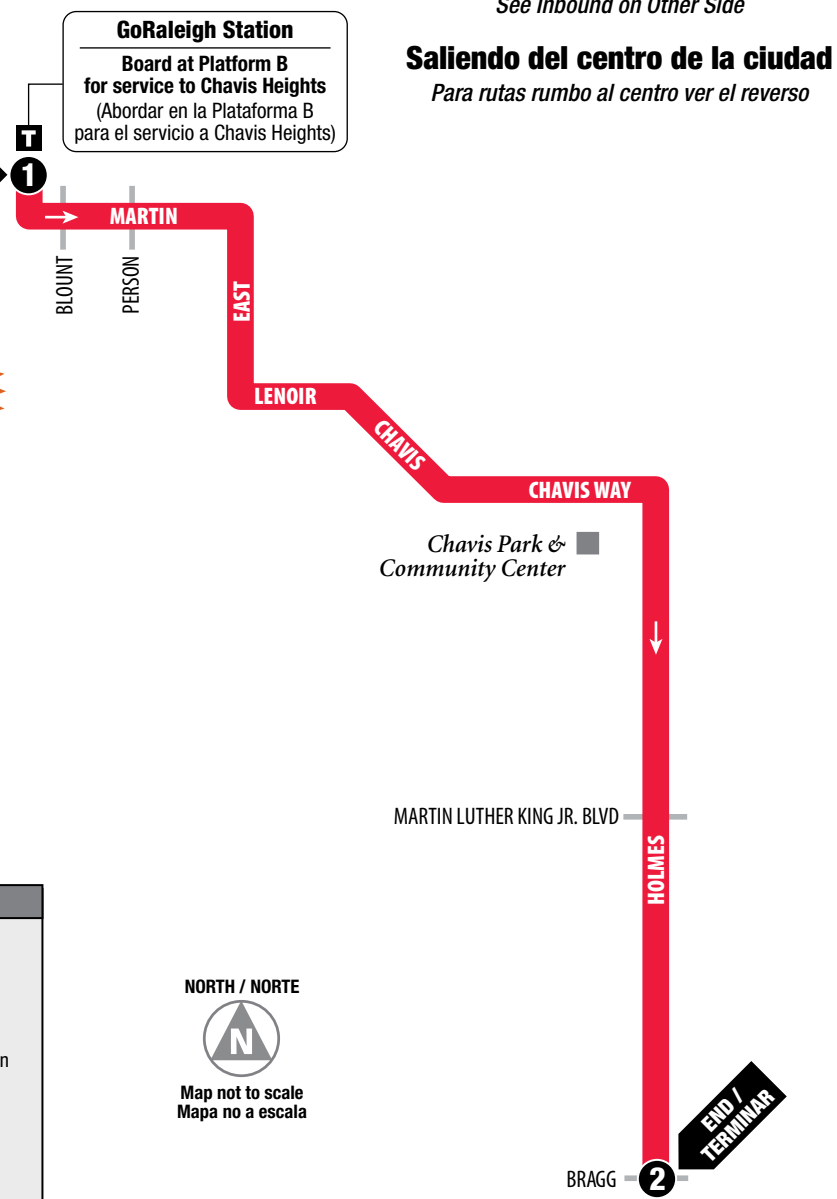 See Inbound on Other Side
Saliendo del centro de la ciudad
Para rutas rumbo al centro ver el reverso
GoRaleigh Station
Board at Platform B
for service to Chavis Heights
(Abordar en la Plataforma B
para el servicio a Chavis Heights)
T
1
MARTIN
BLOUNT
PERSON
EAST
LENOIR
CHAVIS
CHAVIS WAY
Chavis Park &
Community Center
MARTIN LUTHER KING JR. BLVD
HOLMES
NORTH / NORTE
N
Map not to scale
Mapa no a escala
END /
TERMINAR
BRAGG
2